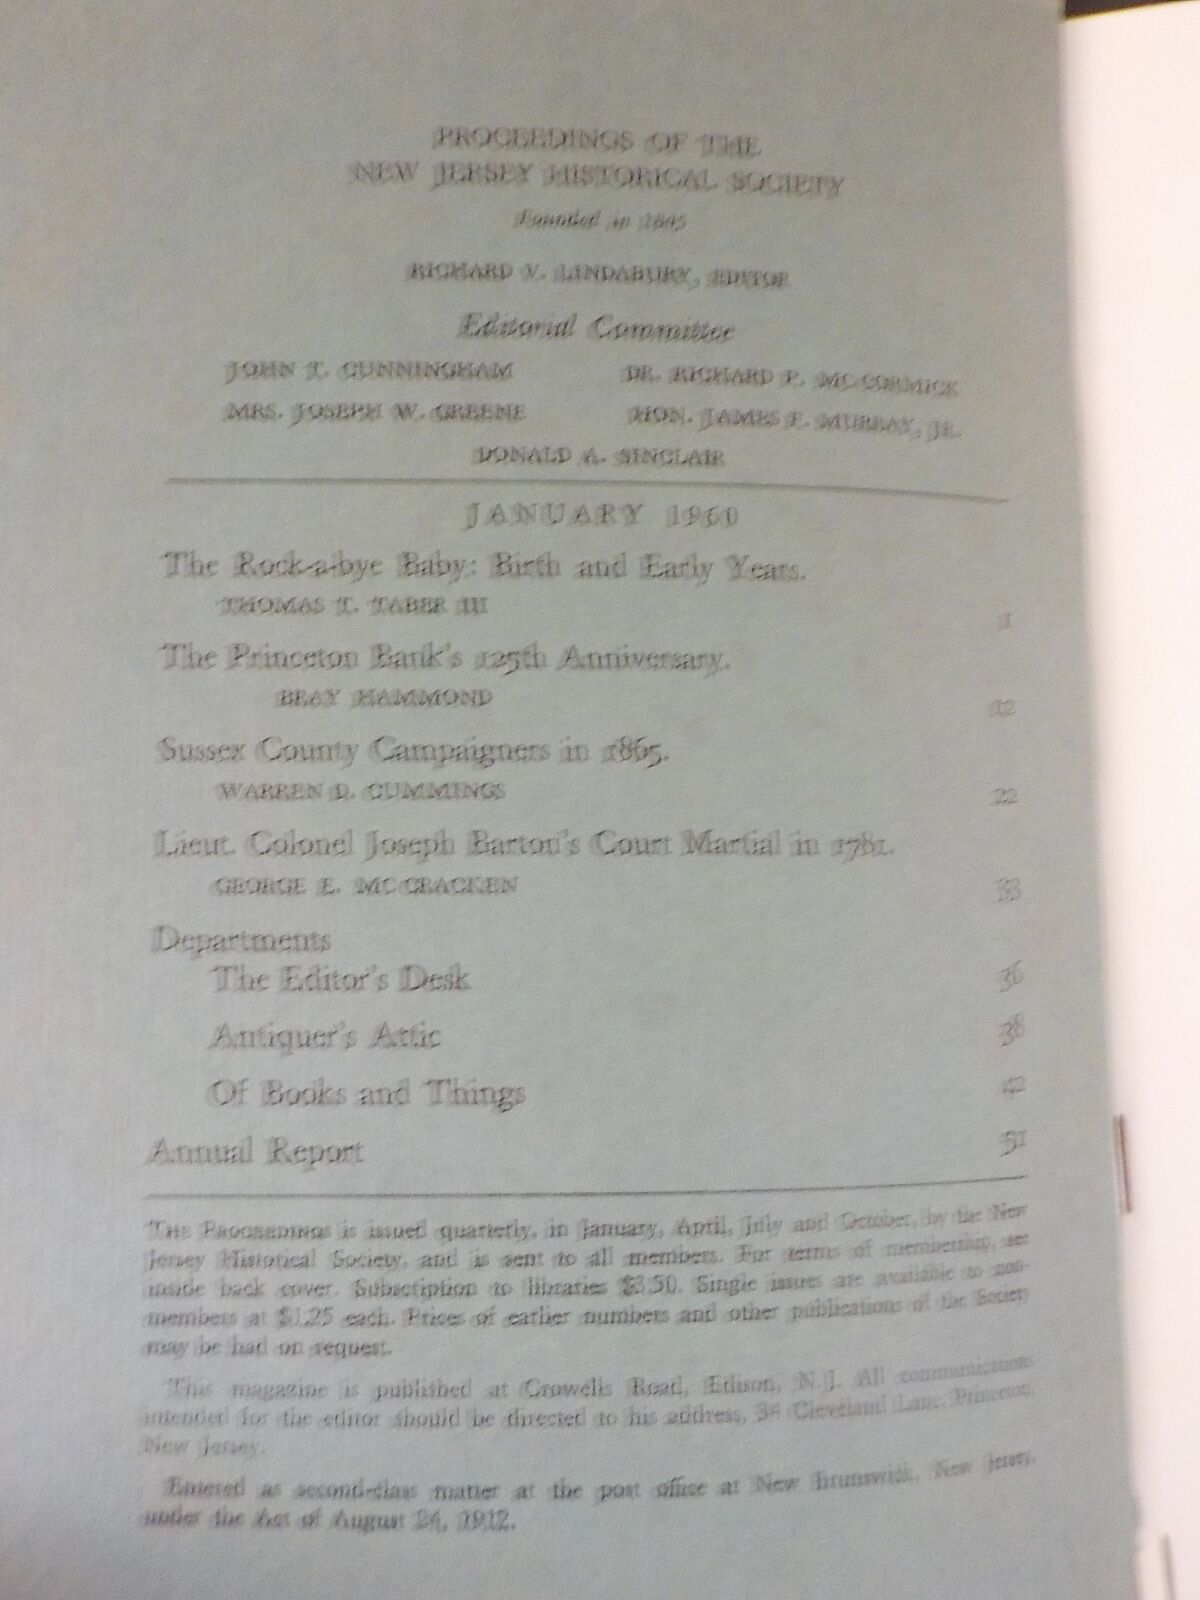 PROCEEDINGS OF THE
NEW JERSEY HISTORICAL SOCIETY
Founded in 1845
RICHARD V. LINDABURY, EDITOR
Editorial Committee
JOHN T. CUNNINGHAM DR. RICHARD P. MC CORMICK
MRS. JOSEPH W. GREENE HON. JAMES F. MURRAY, JR.
DONALD A. SINCLAIR
JANUARY 1960
The Rock-a-bye Baby: Birth and Early Years.
THOMAS T. TABER III 1
The Princeton Bank's 125th Anniversary.
BRAY HAMMOND 12
Sussex County Campaigners in 1865.
WARREN D. CUMMINGS 22
Lieut. Colonel Joseph Barton's Court Martial in 1781.
GEORGE E. MC CRACKEN 33
Departments
The Editor's Desk 36
Antiquer's Attic 38
Of Books and Things 42
Annual Report 51
THE PROCEEDINGS is issued quarterly, in January, April, July and October, by the New
Jersey Historical Society, and is sent to all members. For terms of membership, see
inside back cover. Subscription to libraries $3.50. Single issues are available to non-
members at $1.25 each. Prices of earlier numbers and other publications of the Society
may be had on request.
This magazine is published at Crowells Road, Edison, N. J. All communications
intended for the editor should be directed to his address, 34 Cleveland Lane, Princeton,
New Jersey.
Entered as second-class matter at the post office at New Brunswick, New Jersey,
under the Act of August 24, 1912.